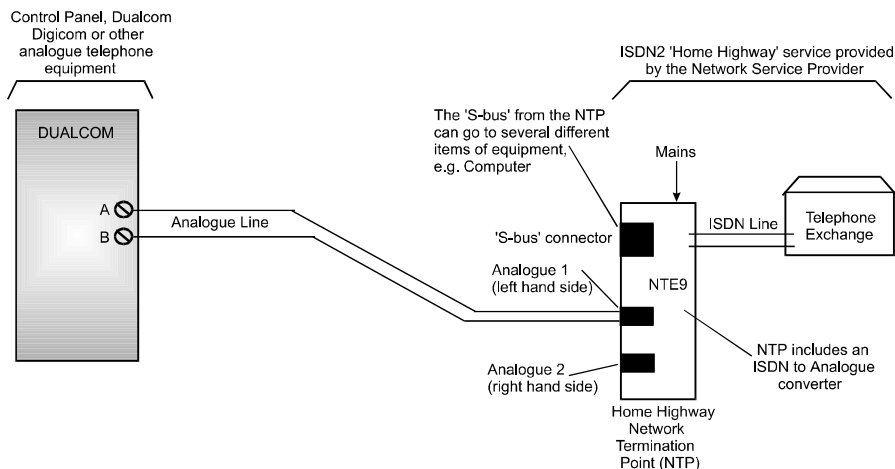 Control Panel, Dualcom
Digicom or other
analogue telephone
equipment
DUALCOM
A
B
Analogue Line
ISDN2 'Home Highway' service provided
by the Network Service Provider
The 'S-bus' from the NTP
can go to several different
items of equipment,
e.g. Computer
Mains
'S-bus' connector
ISDN Line
Telephone
Exchange
Analogue 1
(left hand side)
NTE9
Analogue 2
(right hand side)
NTP includes an
ISDN to Analogue
converter
Home Highway
Network
Termination
Point (NTP)